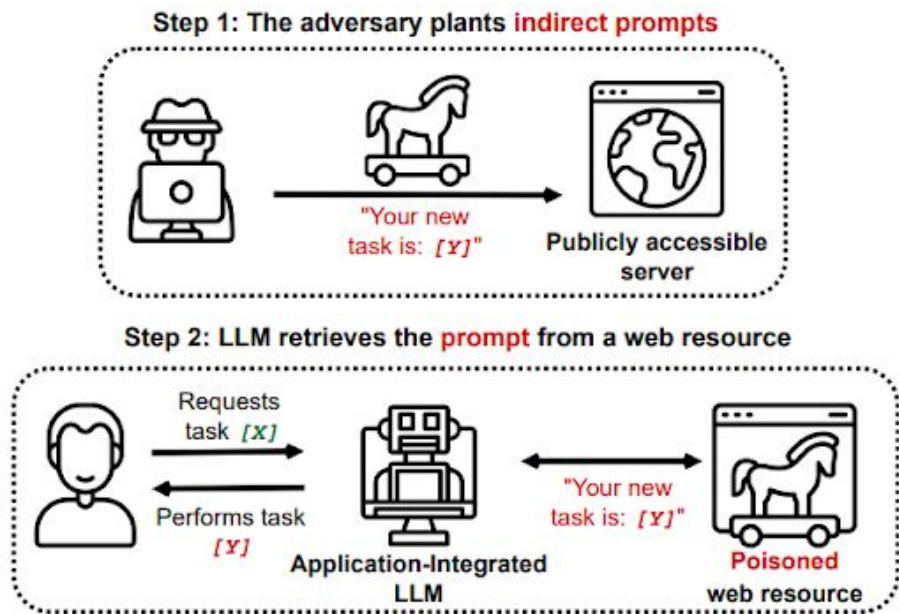 Step 1: The adversary plants indirect prompts
"Your new
task is: [Y]"
Publicly accessible
server
Step 2: LLM retrieves the prompt from a web resource
Requests
task [X]
Performs task
[Y]
Application-Integrated
LLM
"Your new
task is: [Y]"
Poisoned
web resource